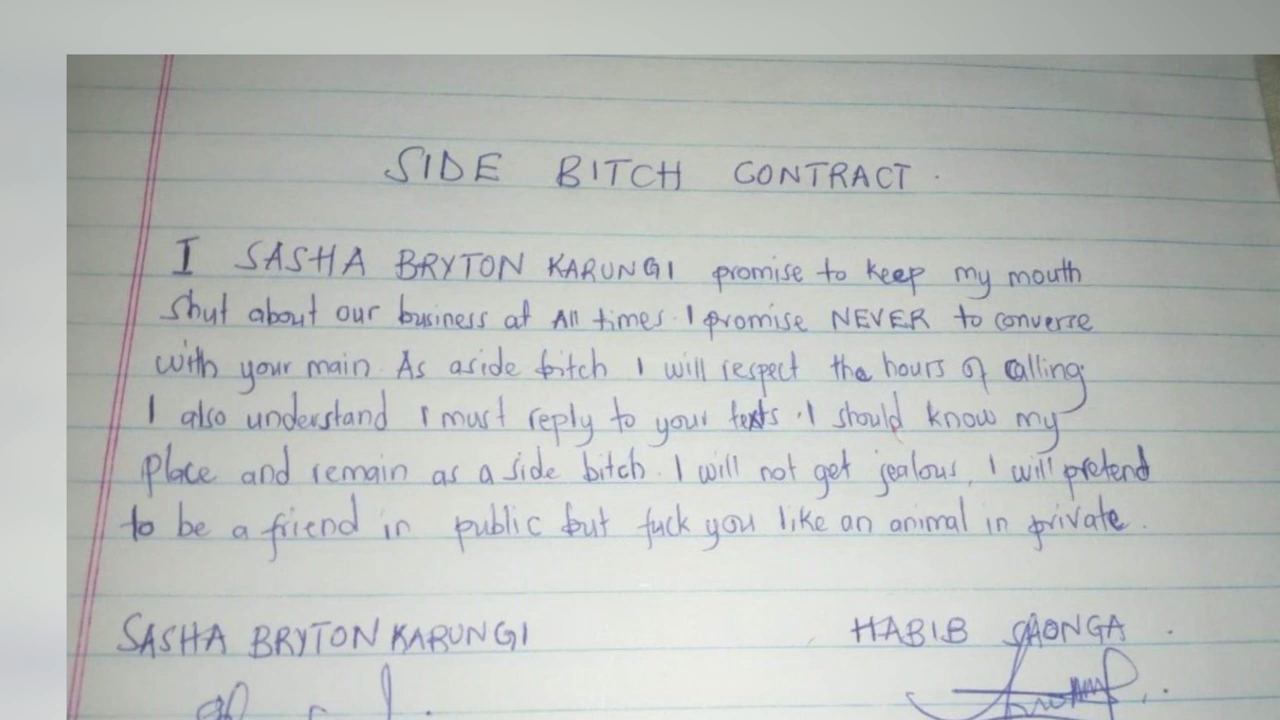 SIDE BITCH CONTRACT.
I SASHA BRYTON KARUNGI promise to keep my mouth
shut about our business at All times. I promise NEVER to converse
with your main. As aside bitch I will respect the hours of calling.
I also understand I must reply to your texts. I should know my
place and remain as a side bitch. I will not get jealous, I will pretend
to be a friend in public but fuck you like an animal in private.
SASHA BRYTON KARUNGI HABIB SAONGA.